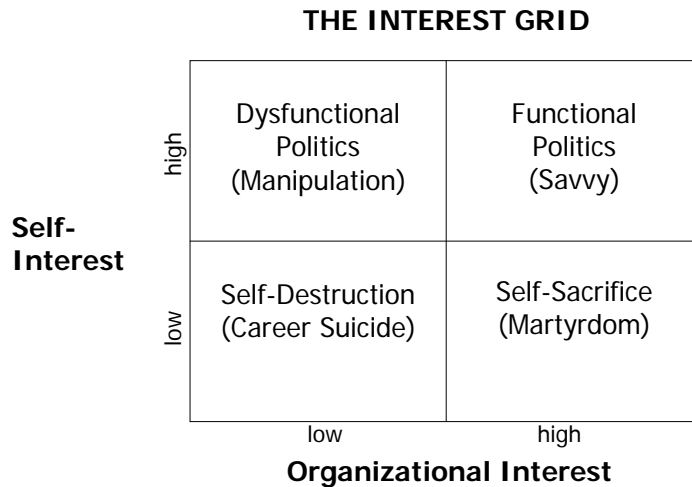 THE INTEREST GRID
high
Dysfunctional
Politics
(Manipulation)
Functional
Politics
(Savvy)
Self-
Interest
low
Self-Destruction
(Career Suicide)
Self-Sacrifice
(Martyrdom)
low
high
Organizational Interest